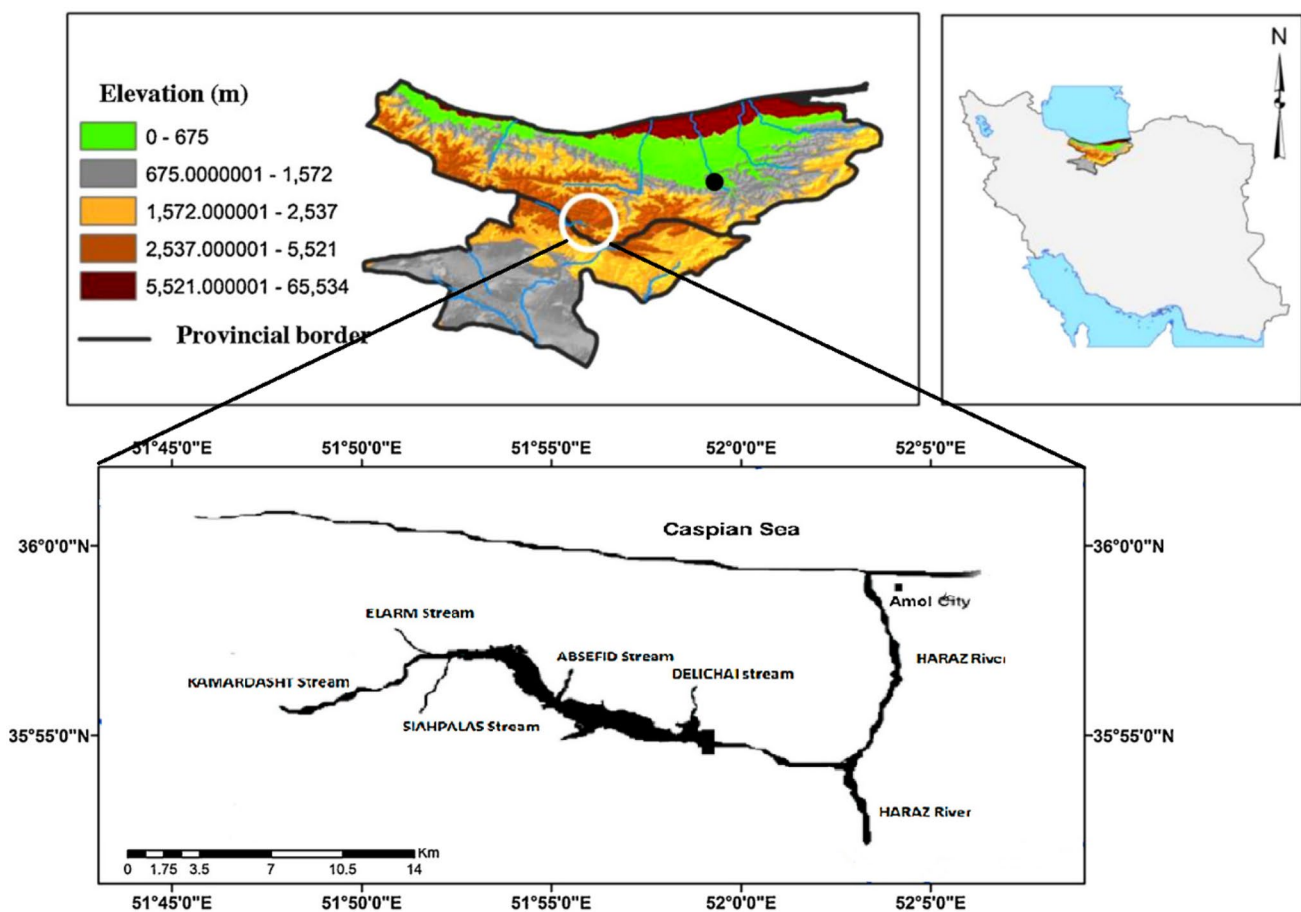 Elevation (m)
0 - 675
675.0000001 - 1,572
1,572.000001 - 2,537
2,537.000001 - 5,521
5,521.000001 - 65,534
Provincial border
N
51°45'0"E 51°50'0"E 51°55'0"E 52°0'0"E 52°5'0"E
Caspian Sea
36°0'0"N 36°0'0"N
Amol City
ELARM Stream
ABSEFID Stream
HARAZ River
DELICHAI stream
KAMARDASHT Stream
SIAHPALAS Stream
35°55'0"N 35°55'0"N
HARAZ River
Km
0 1.75 3.5 7 10.5 14
51°45'0"E 51°50'0"E 51°55'0"E 52°0'0"E 52°5'0"E